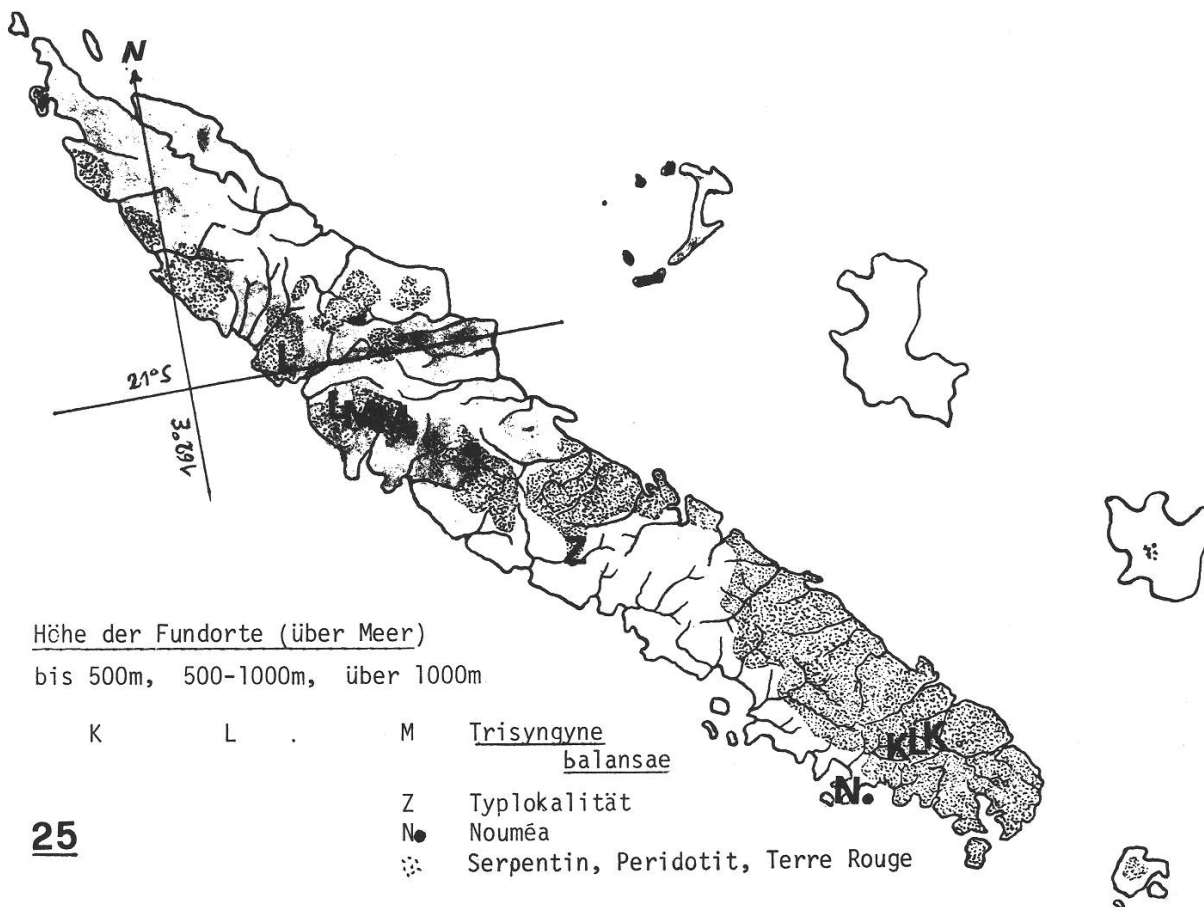 N
21°S
L
Z
Höhe der Fundorte (über Meer)
bis 500m, 500-1000m, über 1000m
K L . M Trisyngyne
balansae
KLK
N.
Z Typlokalität
N● Nouméa
25
Serpentin, Peridotit, Terre Rouge